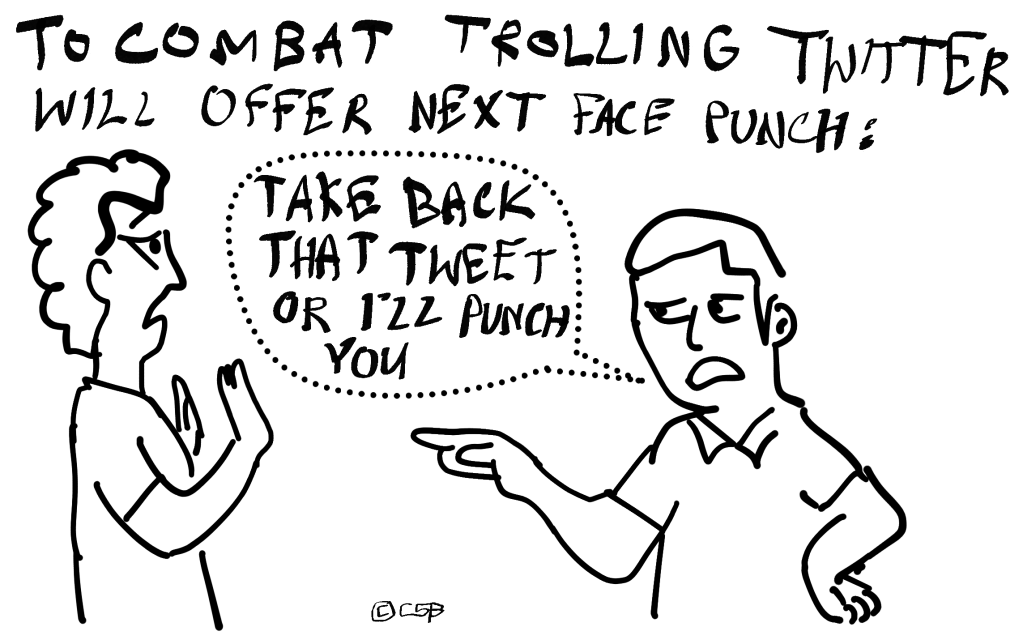 TO COMBAT TROLLING TWITTER
WILL OFFER NEXT FACE PUNCH:
TAKE BACK
THAT TWEET
OR I'LL PUNCH
YOU
© CSB